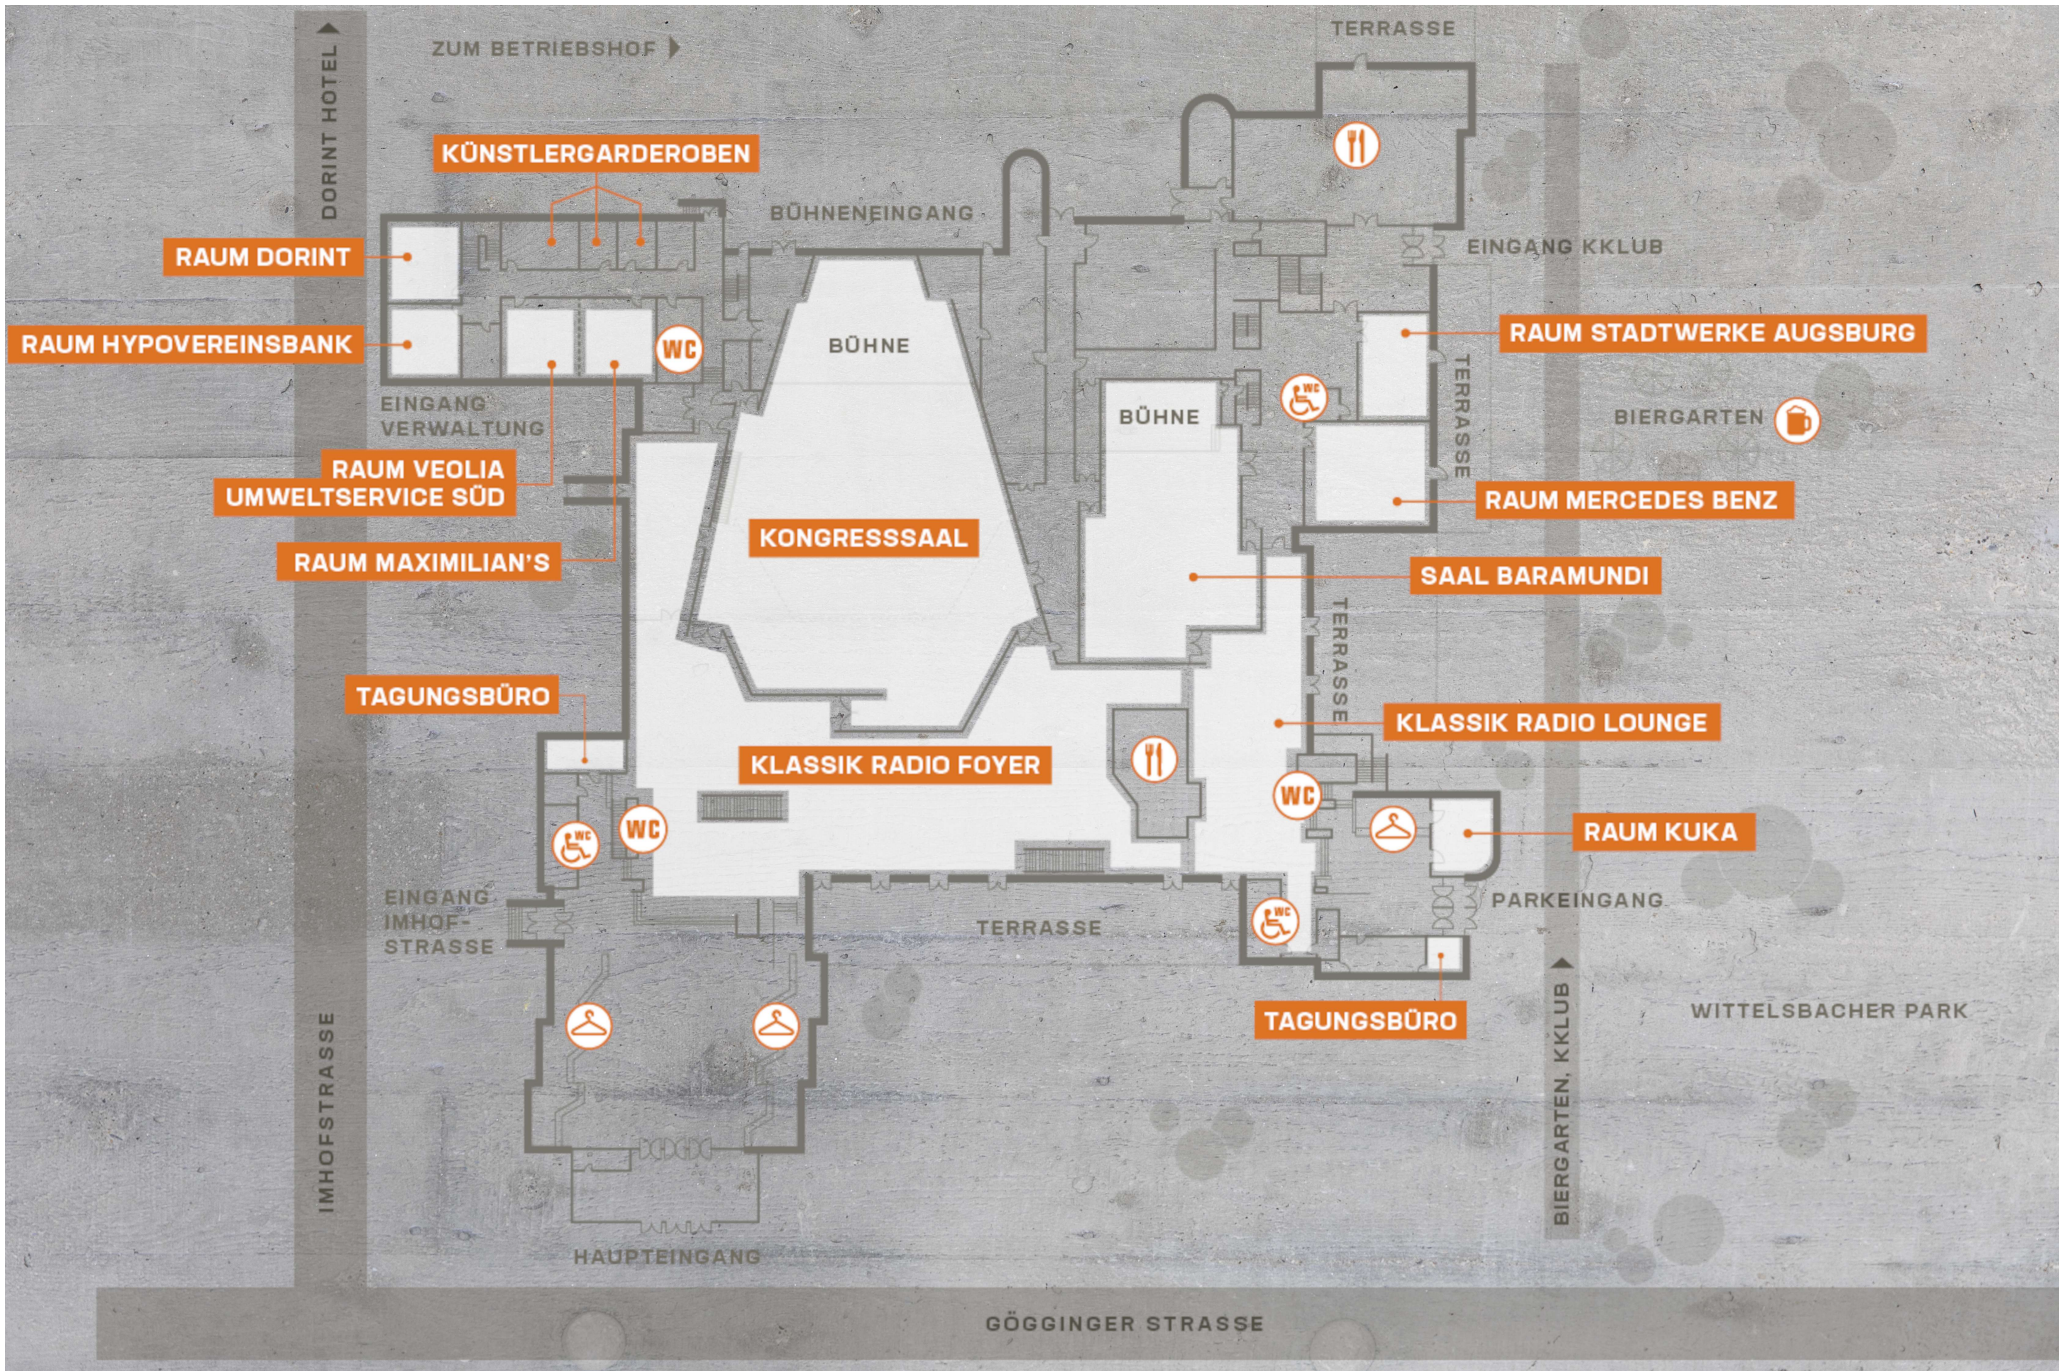 TERRASSE
ZUM BETRIEBSHOF
DORINT HOTEL
KÜNSTLERGARDEROBEN
BÜHNENEINGANG
EINGANG KKLUB
RAUM DORINT
RAUM HYPOVEREINSBANK
WC
BÜHNE
RAUM STADTWERKE AUGSBURG
TERRASSE
WC
BÜHNE
BIERGARTEN
EINGANG
VERWALTUNG
RAUM VEOLIA
UMWELTSERVICE SÜD
RAUM MERCEDES BENZ
KONGRESSSAAL
RAUM MAXIMILIAN'S
SAAL BARAMUNDI
TERRASSE
TAGUNGSBÜRO
KLASSIK RADIO LOUNGE
KLASSIK RADIO FOYER
WC
WC
WC
RAUM KUKA
EINGANG
IMHOF-
STRASSE
PARKEINGANG
TERRASSE
WC
WITTELSBACHER PARK
TAGUNGSBÜRO
IMHOFSTRASSE
BIERGARTEN, KKLUB
HAUPTEINGANG
GÖGGINGER STRASSE